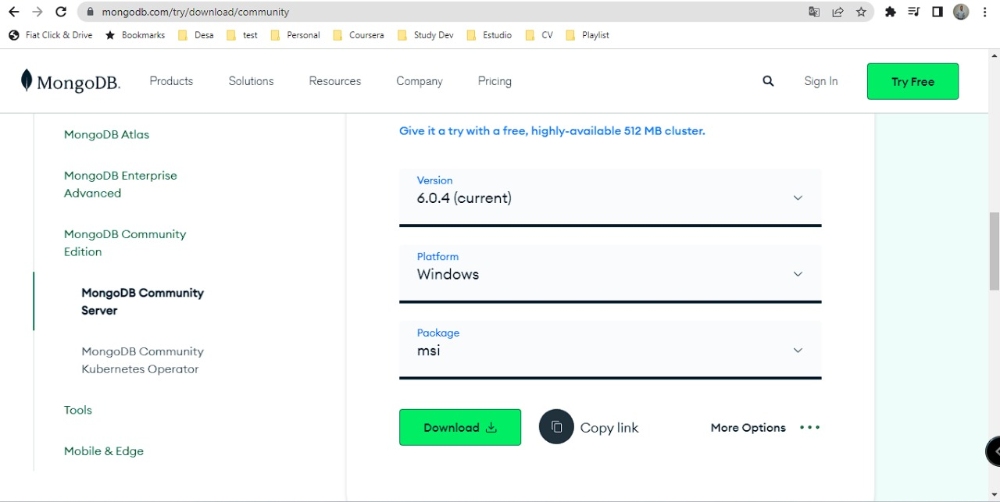 mongodb.com/try/download/community
Fiat Click & Drive Bookmarks Desa test Personal Coursera Study Dev Estudio CV Playlist
MongoDB. Products Solutions Resources Company Pricing Sign In Try Free
MongoDB Atlas
MongoDB Enterprise
Advanced
MongoDB Community
Edition
MongoDB Community
Server
MongoDB Community
Kubernetes Operator
Tools
Mobile & Edge
Give it a try with a free, highly-available 512 MB cluster.
Version
6.0.4 (current)
Platform
Windows
Package
msi
Download Copy link More Options